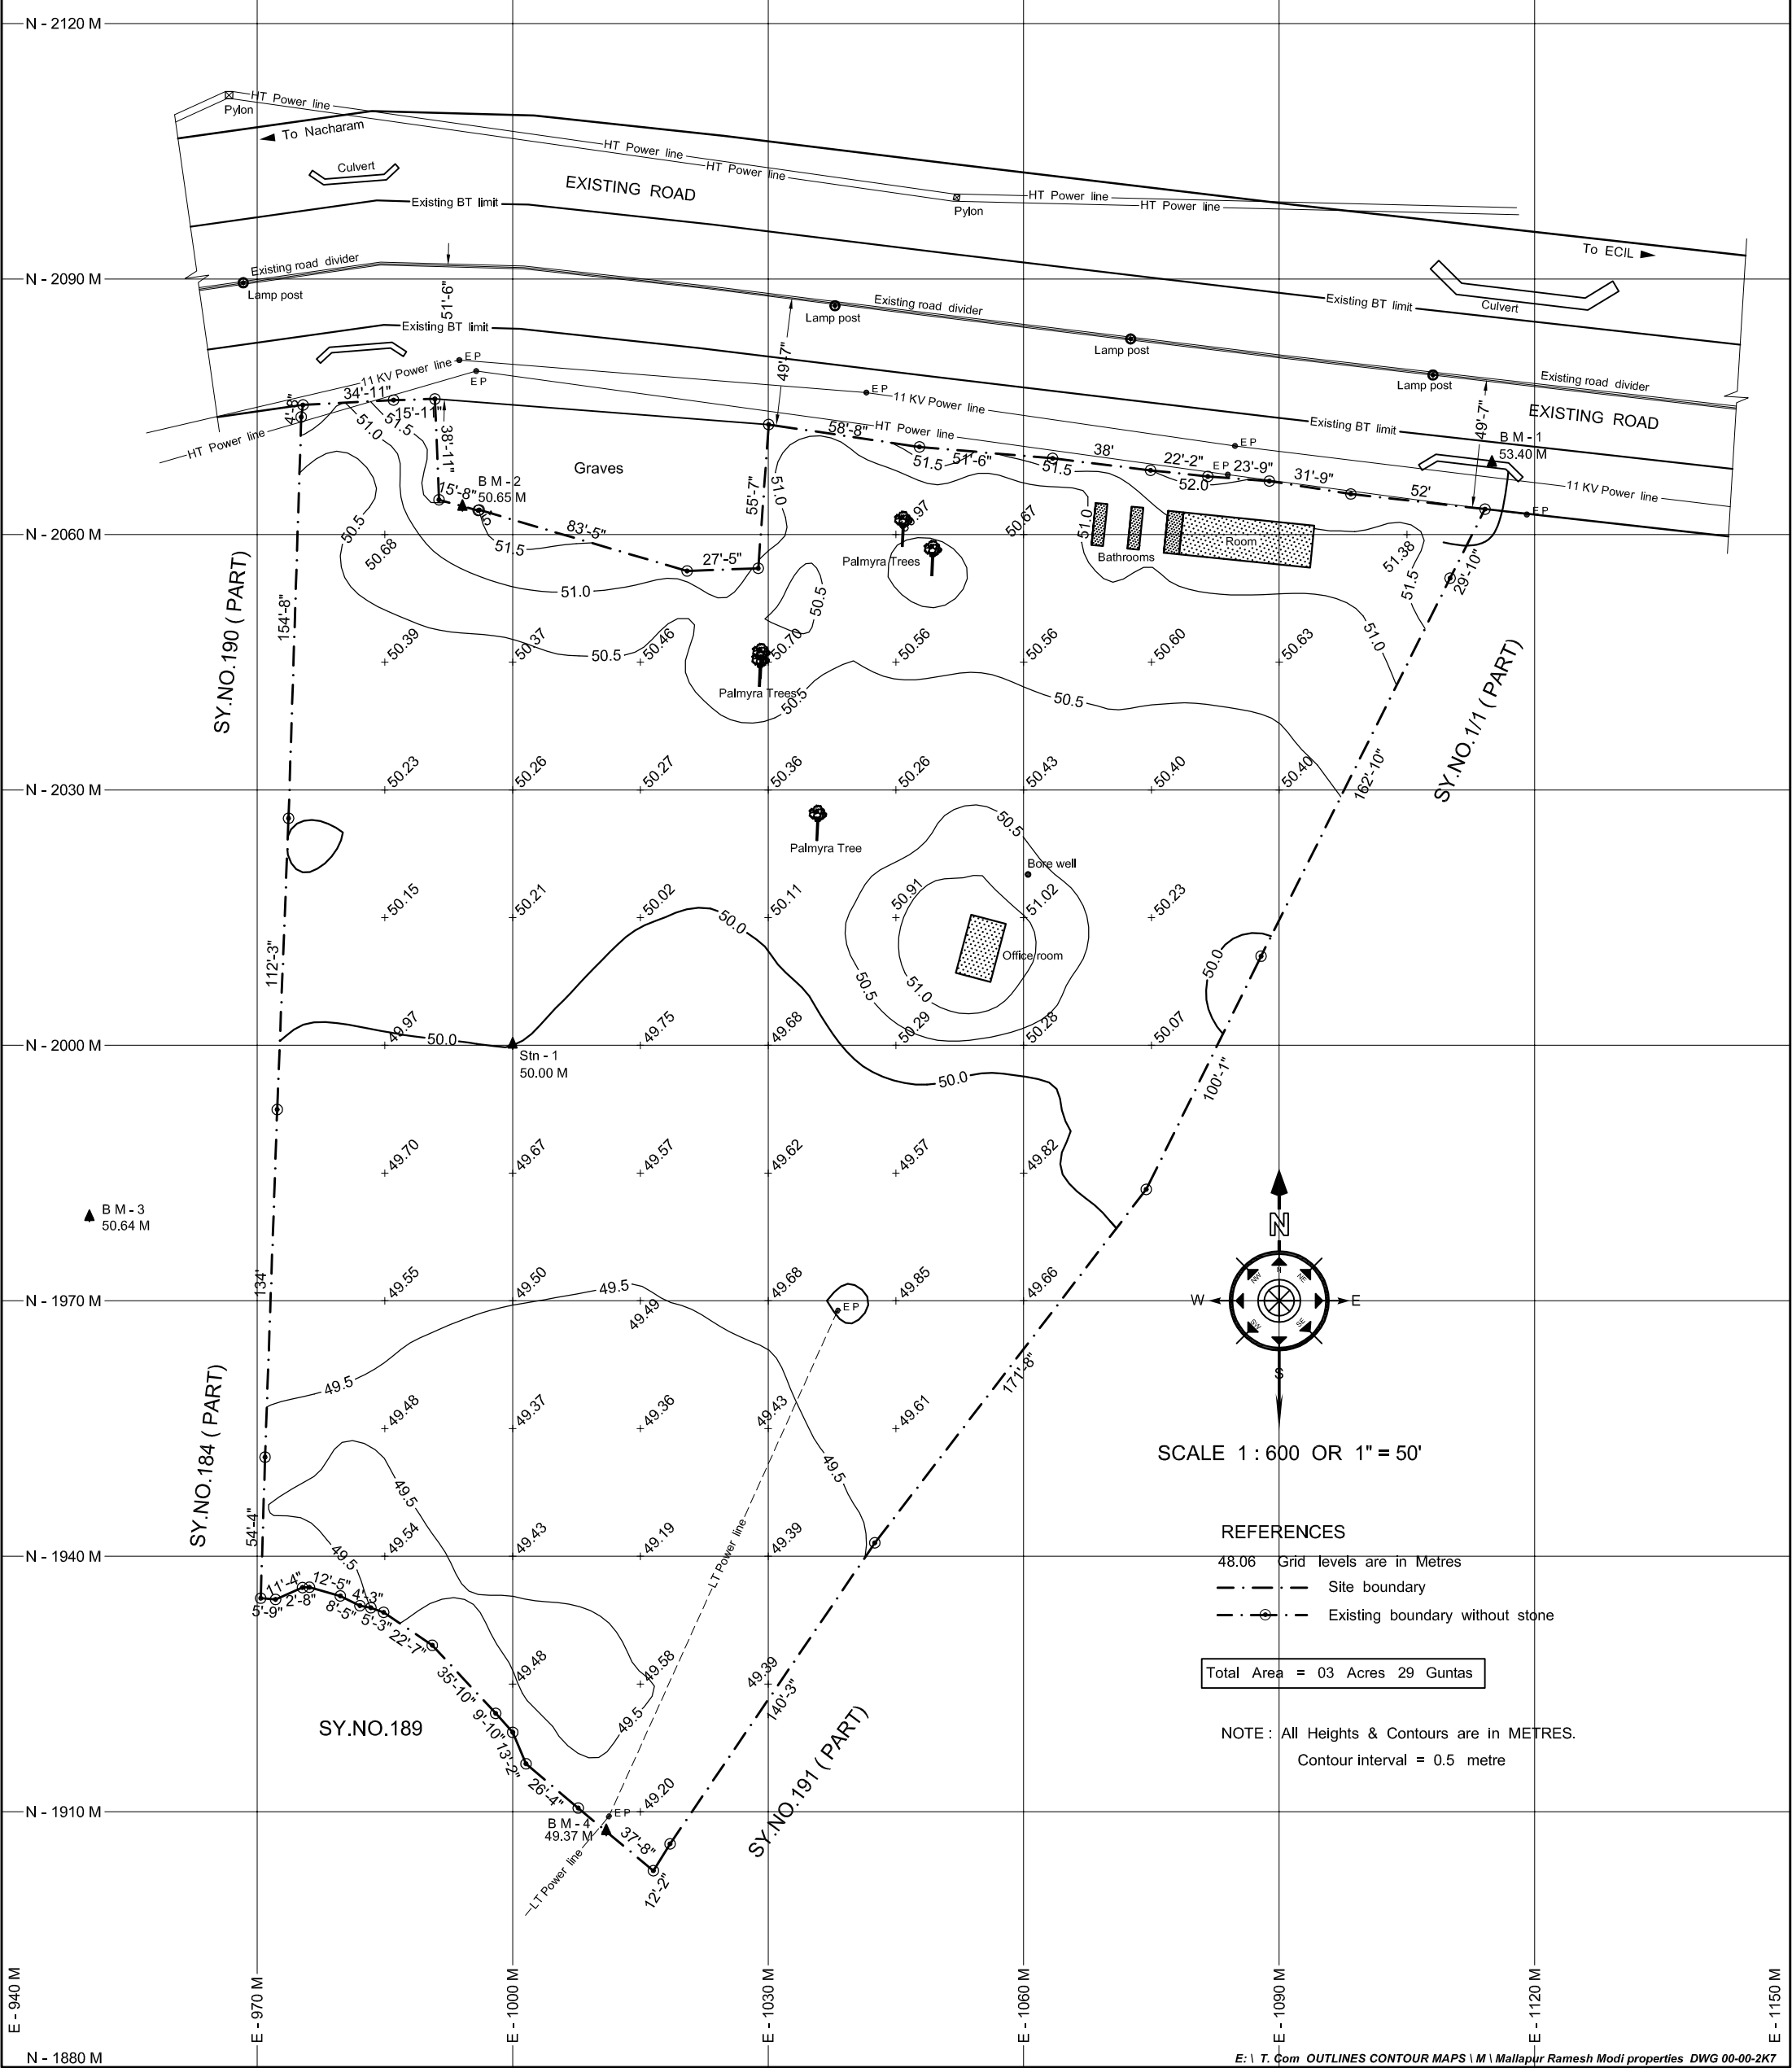 N - 2120 M
HT Power line
Pylon
To Nacharam
HT Power line
HT Power line
Culvert
EXISTING ROAD
HT Power line
HT Power line
Existing BT limit
Pylon
To ECIL
N - 2090 M
Existing road divider
Lamp post
51'-6"
Existing road divider
Lamp post
Existing BT limit
Culvert
Existing BT limit
49'-7"
Lamp post
E P
11 KV Power line
E P
Lamp post
Existing road divider
34'-11"
E P
11 KV Power line
49'-7"
EXISTING ROAD
4'-8"
15'-11"
51.0
51.5
38'-11"
HT Power line
58'-8"
HT Power line
Existing BT limit
E P
B M - 1
53.40 M
Graves
51.5
51'-6"
38'
51.5
22'-2"
E P
23'-9"
31'-9"
52.0
52'
11 KV Power line
B M - 2
50.65 M
15'-8"
55'-7"
51.0
50.5
83'-5"
50.67
51.0
E P
N - 2060 M
50.68
51.5
27'-5"
Palmyra Trees
Bathrooms
Room
51.38
51.5
29'-10"
SY.NO.190 ( PART)
154'-8"
51.0
50.5
51.0
50.39
50.37
50.46
50.70
50.56
50.56
50.60
50.63
50.5
Palmyra Trees
50.5
50.5
SY.NO.1/1 ( PART)
162'-10"
50.23
50.26
50.27
50.36
50.26
50.43
50.40
50.40
N - 2030 M
50.5
Palmyra Tree
Bore well
50.15
50.21
50.02
50.11
50.91
51.02
50.23
50.0
112'-3"
Office room
50.0
50.5
51.0
49.97
50.0
49.75
49.68
50.29
50.28
50.07
N - 2000 M
Stn - 1
50.00 M
50.0
100'-1"
49.70
49.67
49.57
49.62
49.57
49.82
B M - 3
50.64 M
N
134'
49.55
49.50
49.5
49.68
49.85
49.66
N - 1970 M
49.49
E P
N
NE
E
SE
S
SW
W
NW
171'-8"
49.5
49.48
49.37
49.36
49.43
49.61
SY.NO.184 ( PART)
SCALE 1 : 600 OR 1" = 50'
49.5
49.5
54'-4"
49.5
49.54
49.43
49.19
49.39
LT Power line
REFERENCES
N - 1940 M
48.06 Grid levels are in Metres
Site boundary
Existing boundary without stone
5'-9"
11'-4"
2'-8"
12'-5"
8'-5"
4'-3"
5'-3"
22'-7"
35'-10"
9'-10"
13'-2"
26'-4"
49.48
49.58
49.39
140'-3"
49.5
Total Area = 03 Acres 29 Guntas
SY.NO.189
NOTE : All Heights & Contours are in METRES.
Contour interval = 0.5 metre
SY.NO.191 ( PART)
N - 1910 M
49.20
E P
B M - 4
49.37 M
37'-8"
12'-2"
LT Power line
E - 940 M
E - 970 M
E - 1000 M
E - 1030 M
E - 1060 M
E - 1090 M
E - 1120 M
E - 1150 M
N - 1880 M
E: \ T. Com OUTLINES CONTOUR MAPS \ M \ Mallapur Ramesh Modi properties DWG 00-00-2K7